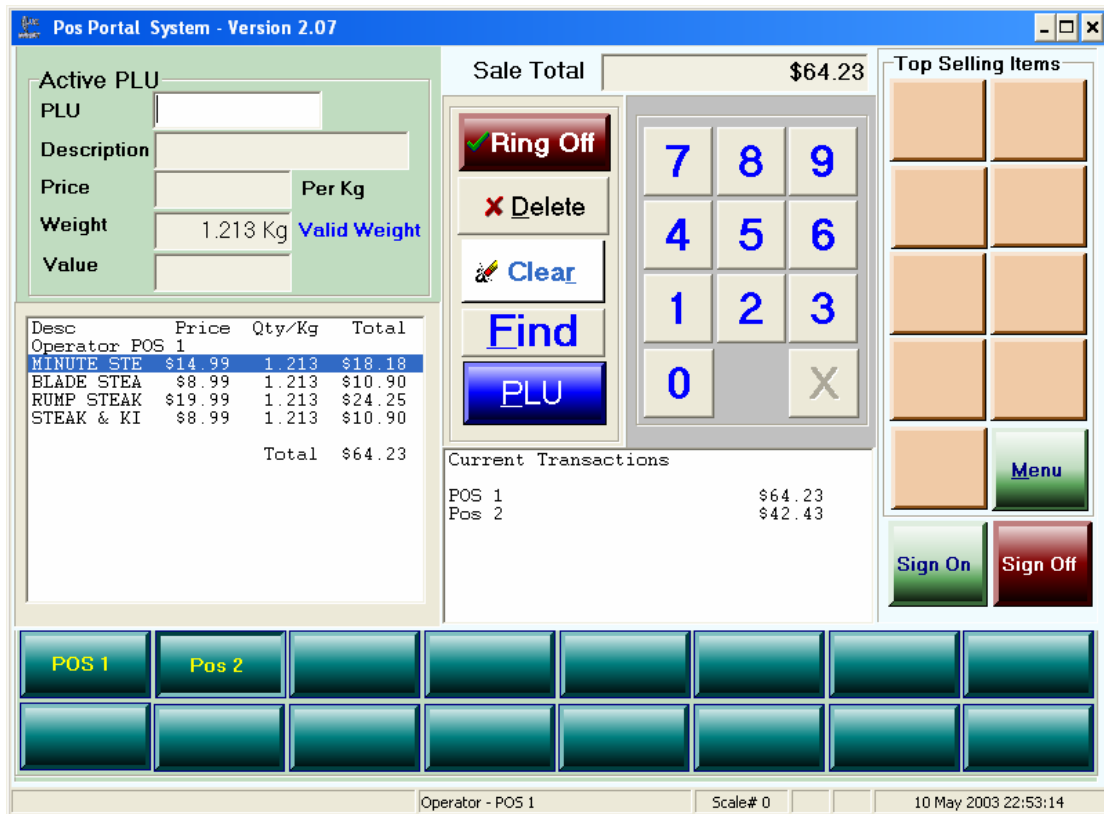 Pos Portal System - Version 2.07
Active PLU
PLU
Description
Price Per Kg
Weight 1.213 Kg Valid Weight
Value
Sale Total $64.23
Ring Off
Delete
Clear
Find
PLU
7 8 9
4 5 6
1 2 3
0 X
Top Selling Items
Menu
Sign On Sign Off
Desc Price Qty/Kg Total
Operator POS 1
MINUTE STE $14.99 1.213 $18.18
BLADE STEA $8.99 1.213 $10.90
RUMP STEAK $19.99 1.213 $24.25
STEAK & KI $8.99 1.213 $10.90
Total $64.23
Current Transactions
POS 1 $64.23
Pos 2 $42.43
POS 1 Pos 2
Operator - POS 1 Scale# 0 10 May 2003 22:53:14